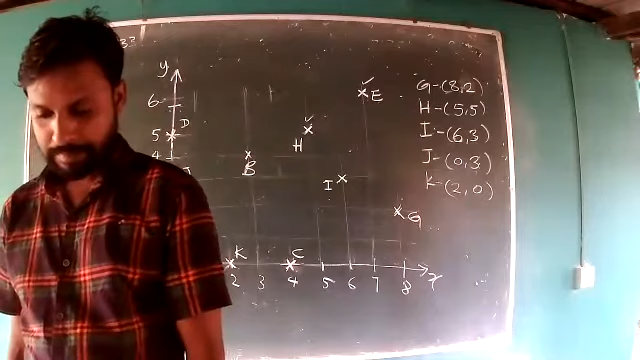 y
6
E
G-(8,2)
H-(5,5)
D
5
H
I-(6,3)
4
B
J-(0,3)
I
K-(2,0)
G
K
C
2 3 4 5 6 7 8 x